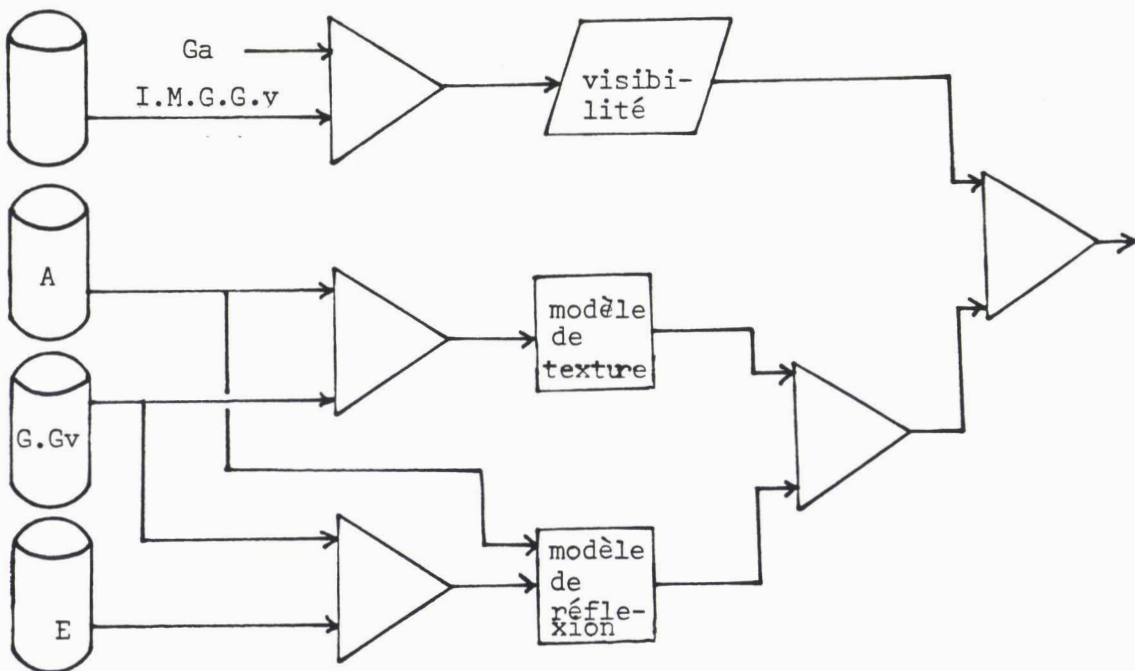 Ga
I.M.G.G.v
visibi-
lité
A
modèle
de
texture
G.Gv
modèle
de
réfle-
xion
E